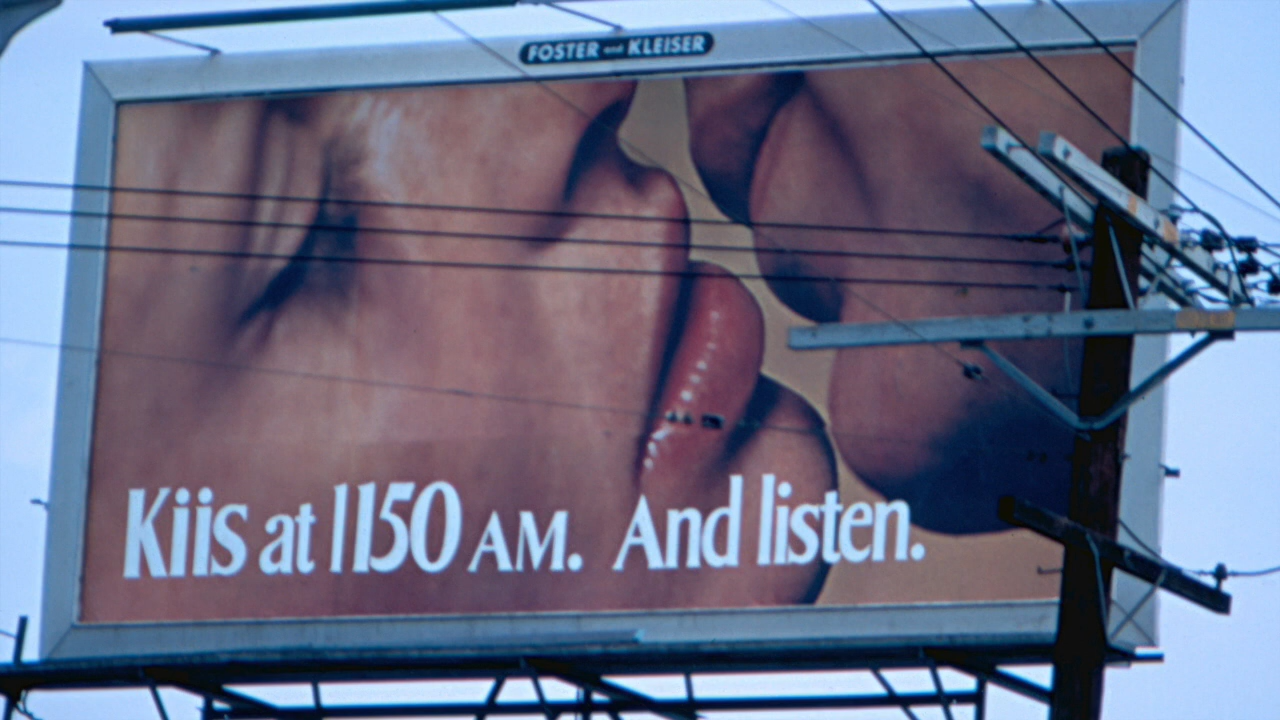 FOSTER and KLEISER
Kiis at 1150 AM. And listen.